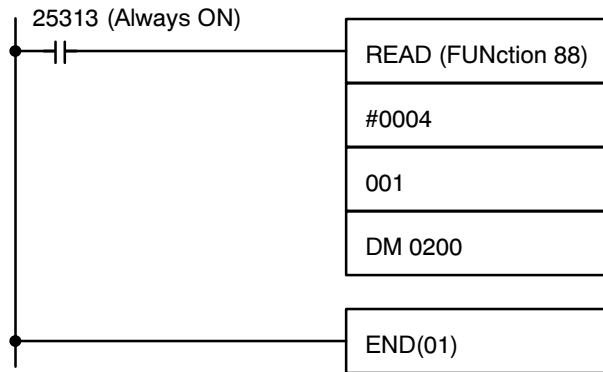 25313 (Always ON)
READ (FUNction 88)
#0004
001
DM 0200
END(01)